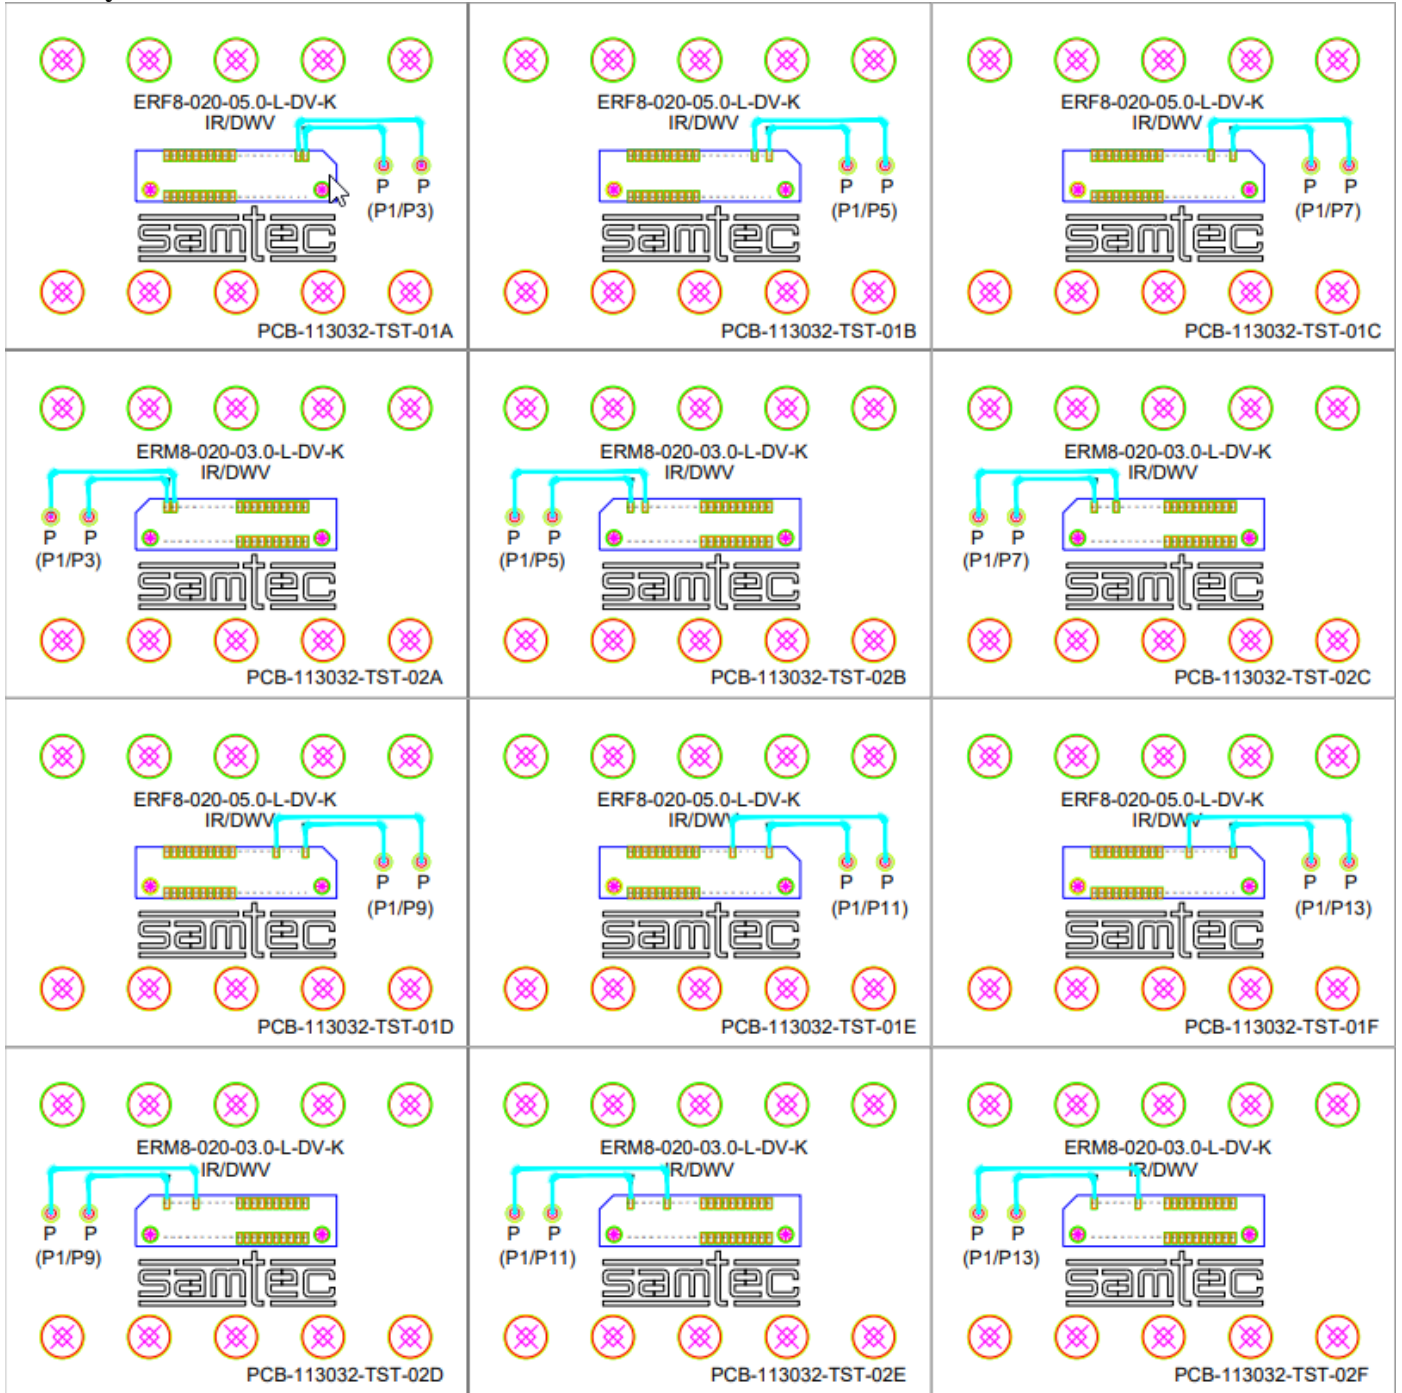 ERF8-020-05.0-L-DV-K
IR/DWV
P P
(P1/P3)
samtec
PCB-113032-TST-01A
ERF8-020-05.0-L-DV-K
IR/DWV
P P
(P1/P5)
samtec
PCB-113032-TST-01B
ERF8-020-05.0-L-DV-K
IR/DWV
P P
(P1/P7)
samtec
PCB-113032-TST-01C
ERM8-020-03.0-L-DV-K
IR/DWV
P P
(P1/P3)
samtec
PCB-113032-TST-02A
ERM8-020-03.0-L-DV-K
IR/DWV
P P
(P1/P5)
samtec
PCB-113032-TST-02B
ERM8-020-03.0-L-DV-K
IR/DWV
P P
(P1/P7)
samtec
PCB-113032-TST-02C
ERF8-020-05.0-L-DV-K
IR/DWV
P P
(P1/P9)
samtec
PCB-113032-TST-01D
ERF8-020-05.0-L-DV-K
IR/DWV
P P
(P1/P11)
samtec
PCB-113032-TST-01E
ERF8-020-05.0-L-DV-K
IR/DWV
P P
(P1/P13)
samtec
PCB-113032-TST-01F
ERM8-020-03.0-L-DV-K
IR/DWV
P P
(P1/P9)
samtec
PCB-113032-TST-02D
ERM8-020-03.0-L-DV-K
IR/DWV
P P
(P1/P11)
samtec
PCB-113032-TST-02E
ERM8-020-03.0-L-DV-K
IR/DWV
P P
(P1/P13)
samtec
PCB-113032-TST-02F